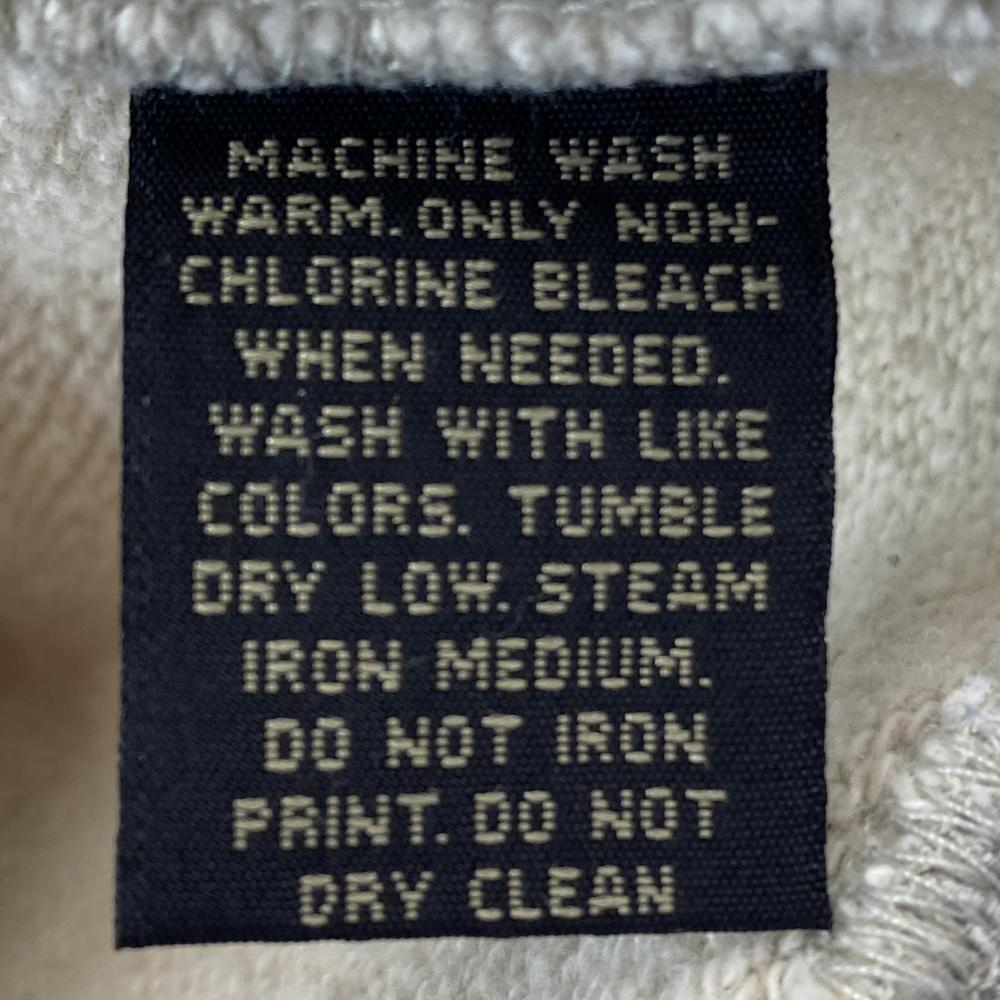 MACHINE WASH
WARM. ONLY NON-
CHLORINE BLEACH
WHEN NEEDED.
WASH WITH LIKE
COLORS. TUMBLE
DRY LOW. STEAM
IRON MEDIUM.
DO NOT IRON
PRINT. DO NOT
DRY CLEAN